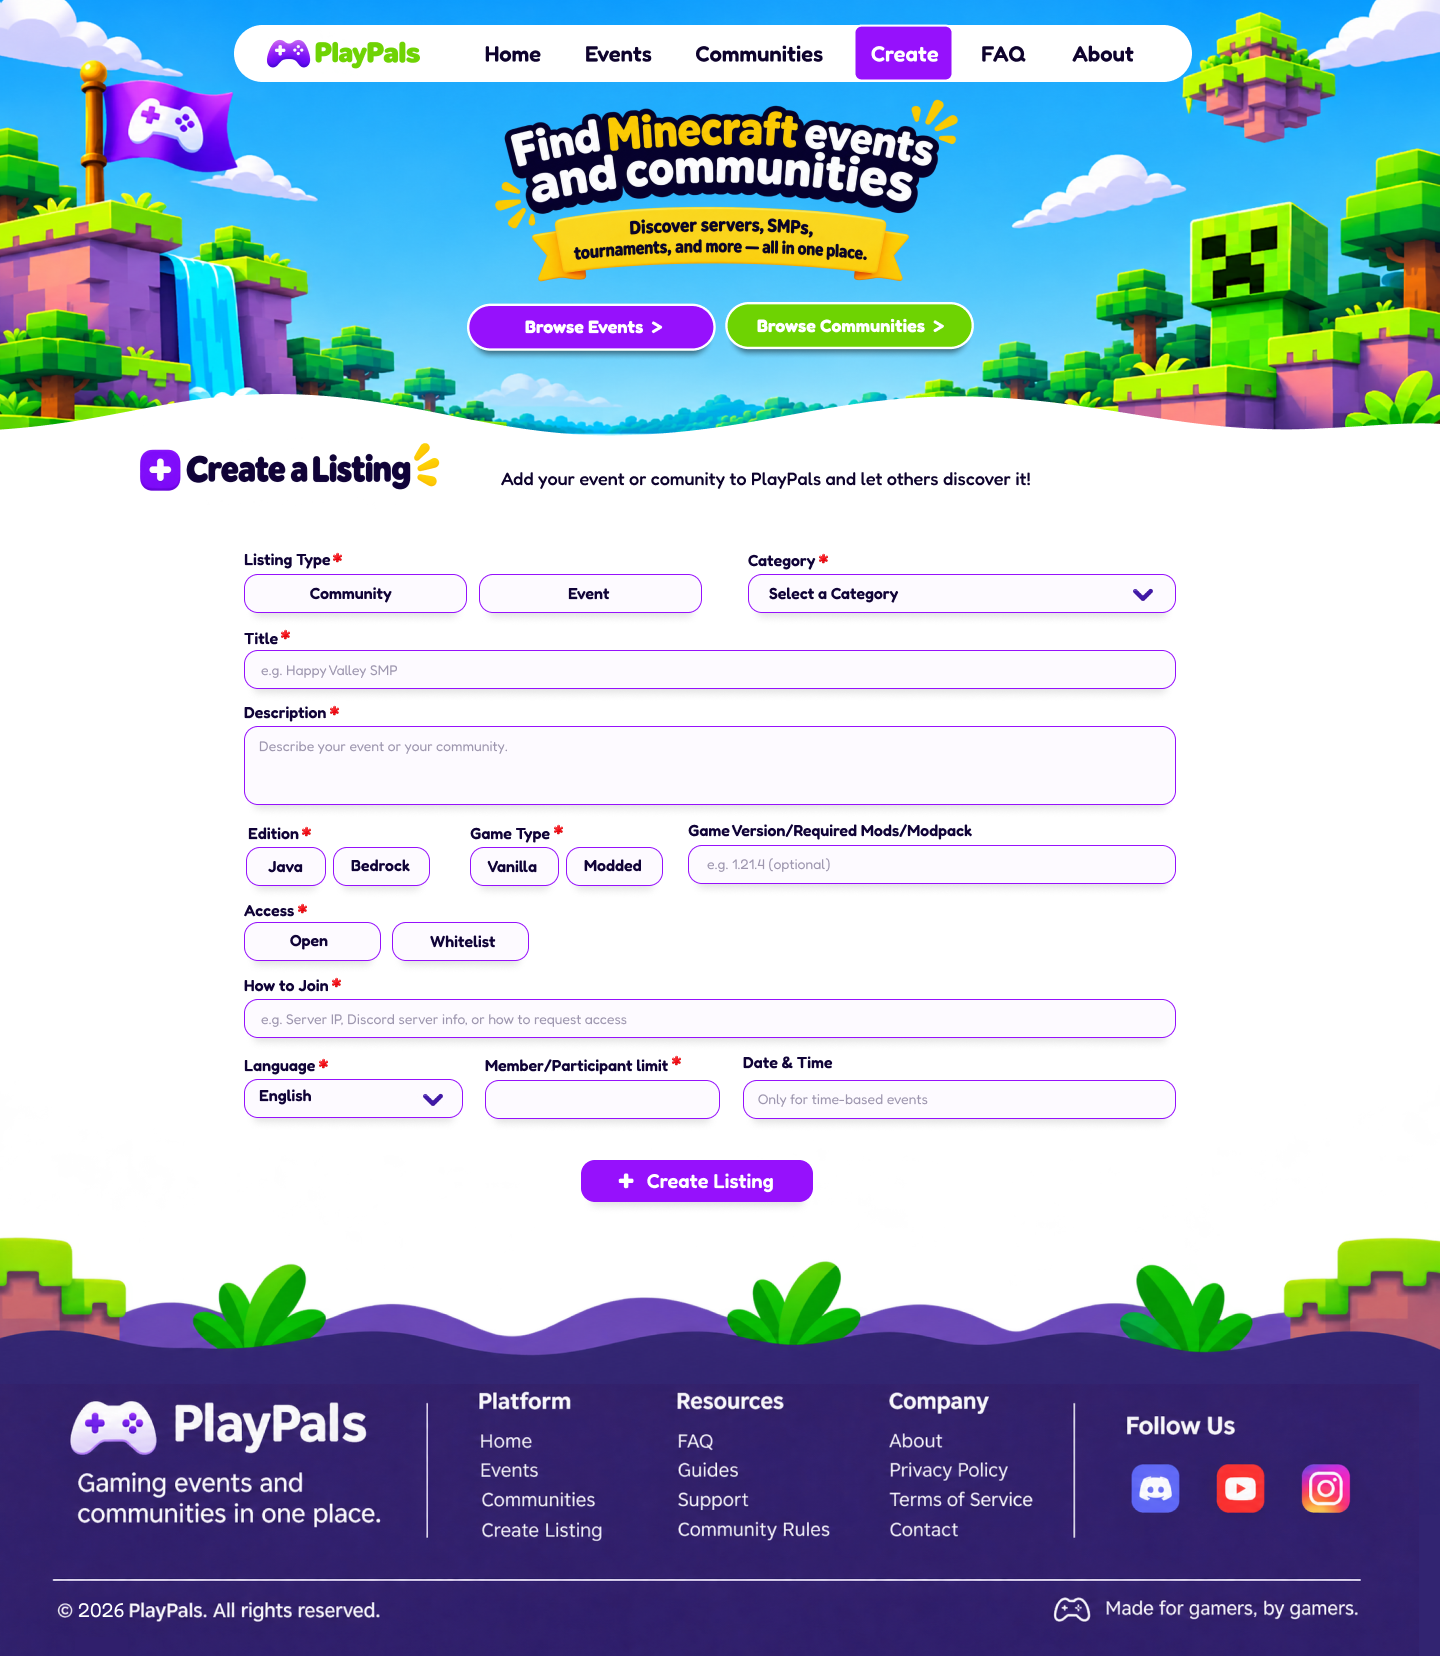 PlayPals
Home Events Communities Create FAQ About
Find Minecraft events
and communities
Discover servers, SMPs,
tournaments, and more — all in one place.
Browse Events > Browse Communities >
Create a Listing
Add your event or comunity to PlayPals and let others discover it!
Listing Type* Category*
Community Event Select a Category
Title*
e.g. Happy Valley SMP
Description*
Describe your event or your community.
Edition* Game Type* Game Version/Required Mods/Modpack
Java Bedrock Vanilla Modded e.g. 1.21.4 (optional)
Access*
Open Whitelist
How to Join*
e.g. Server IP, Discord server info, or how to request access
Language* Member/Participant limit* Date & Time
English Only for time-based events
+ Create Listing
PlayPals
Gaming events and
communities in one place.
Platform
Home
Events
Communities
Create Listing
Resources
FAQ
Guides
Support
Community Rules
Company
About
Privacy Policy
Terms of Service
Contact
Follow Us
© 2026 PlayPals. All rights reserved.
Made for gamers, by gamers.